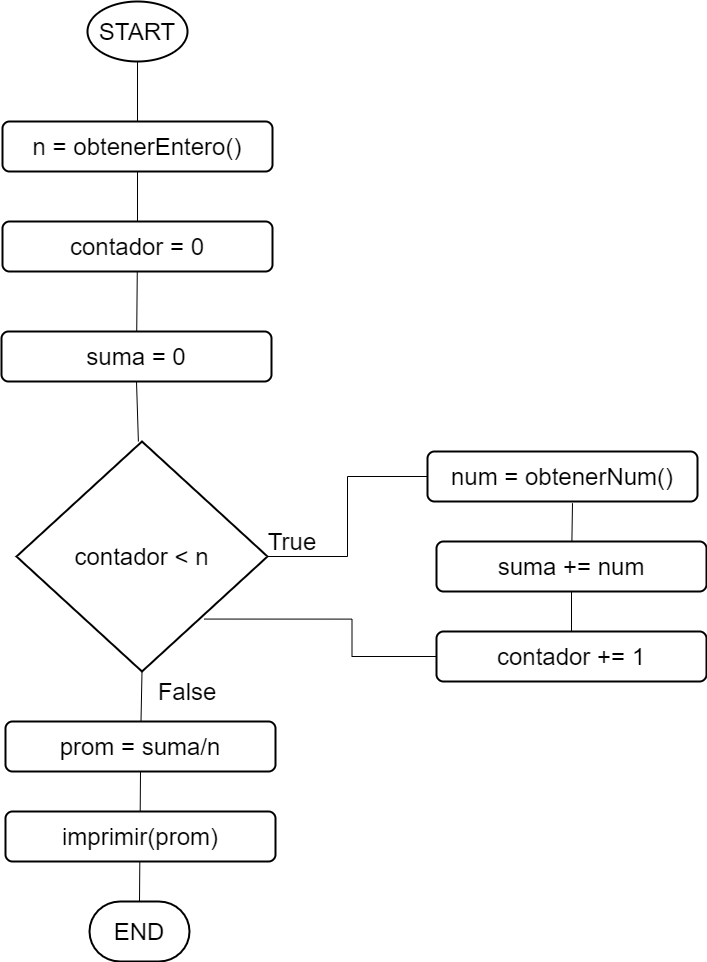 START
n = obtenerEntero()
contador = 0
suma = 0
contador < n
True
num = obtenerNum()
suma += num
contador += 1
False
prom = suma/n
imprimir(prom)
END